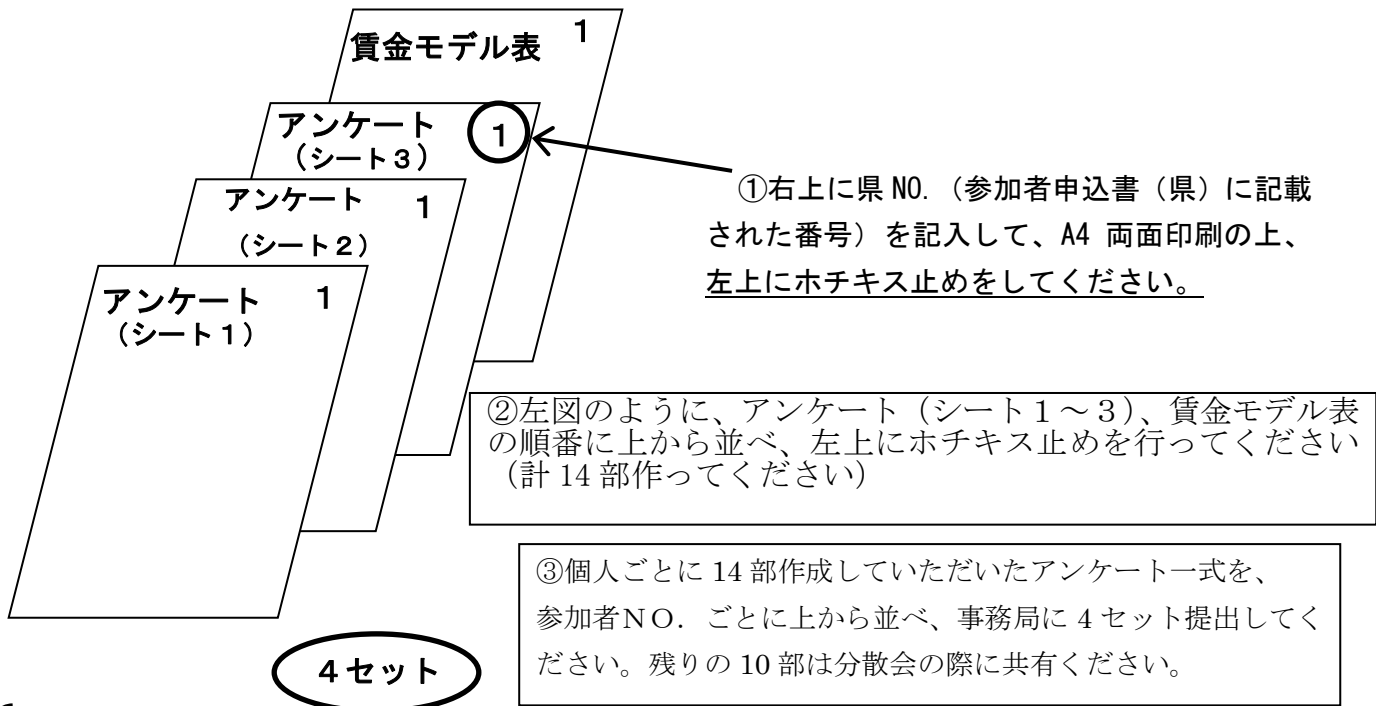 賃金モデル表 1
アンケート 1
（シート３）
アンケート 1
（シート２）
アンケート 1
（シート１）
①右上に県 NO.（参加者申込書（県）に記載
された番号）を記入して、A4 両面印刷の上、
左上にホチキス止めをしてください。
②左図のように、アンケート（シート１～３）、賃金モデル表
の順番に上から並べ、左上にホチキス止めを行ってください
（計 14 部作ってください）
③個人ごとに 14 部作成していただいたアンケート一式を、
参加者ＮＯ．ごとに上から並べ、事務局に 4 セット提出してく
ださい。残りの 10 部は分散会の際に共有ください。
４セット